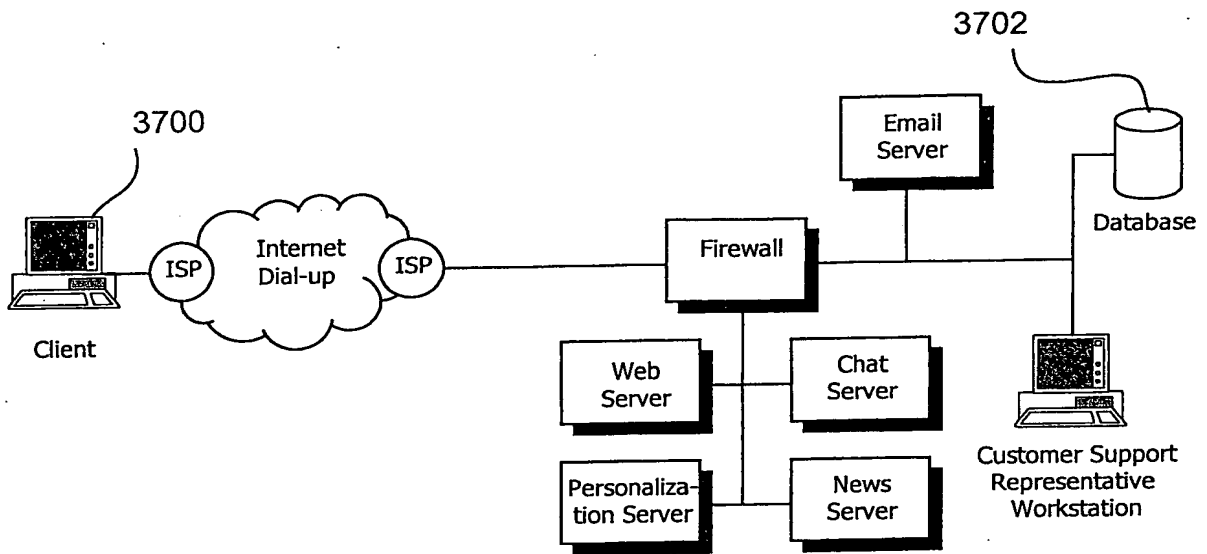 3702
3700
Email
Server
Database
Firewall
Internet
Dial-up
ISP
ISP
Client
Web
Server
Chat
Server
Personaliza-
tion Server
News
Server
Customer Support
Representative
Workstation